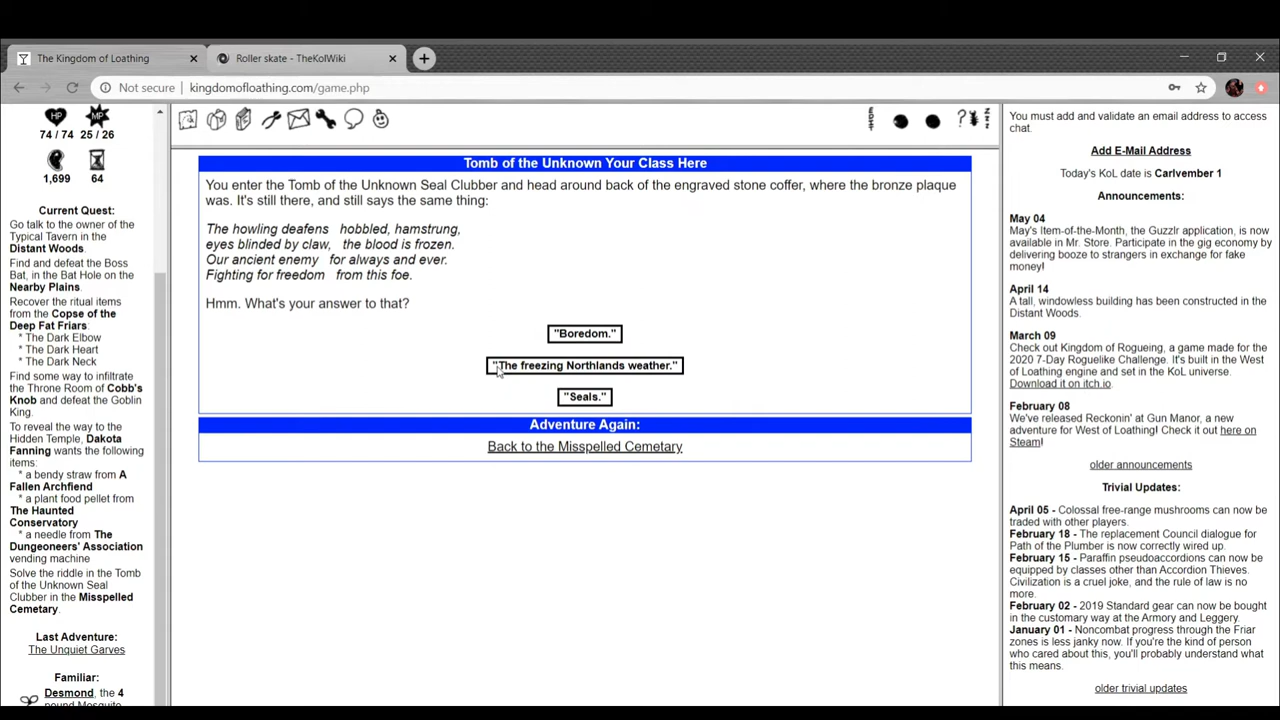 The Kingdom of Loathing
Roller skate - TheKolWiki
Not secure
kingdomofloathing.com/game.php
HP
MP
74 / 74
25 / 26
1,699
64
Current Quest:
Go talk to the owner of the
Typical Tavern in the
Distant Woods.
Find and defeat the Boss
Bat, in the Bat Hole on the
Nearby Plains.
Recover the ritual items
from the Copse of the
Deep Fat Friars:
* The Dark Elbow
* The Dark Heart
* The Dark Neck
Find some way to infiltrate
the Throne Room of Cobb's
Knob and defeat the Goblin
King.
To reveal the way to the
Hidden Temple, Dakota
Fanning wants the following
items:
* a bendy straw from A
Fallen Archfiend
* a plant food pellet from
The Haunted
Conservatory
* a needle from The
Dungeoneers' Association
vending machine
Solve the riddle in the Tomb
of the Unknown Seal
Clubber in the Misspelled
Cemetary.
Last Adventure:
The Unquiet Garves
Familiar:
Desmond, the 4
pound Mosquito
Tomb of the Unknown Your Class Here
You enter the Tomb of the Unknown Seal Clubber and head around back of the engraved stone coffer, where the bronze plaque
was. It's still there, and still says the same thing:
The howling deafens hobbled, hamstrung,
eyes blinded by claw, the blood is frozen.
Our ancient enemy for always and ever.
Fighting for freedom from this foe.
Hmm. What's your answer to that?
"Boredom."
"The freezing Northlands weather."
"Seals."
Adventure Again:
Back to the Misspelled Cemetary
You must add and validate an email address to access
chat.
Add E-Mail Address
Today's KoL date is Carlvember 1
Announcements:
May 04
May's Item-of-the-Month, the Guzzlr application, is now
available in Mr. Store. Participate in the gig economy by
delivering booze to strangers in exchange for fake
money!
April 14
A tall, windowless building has been constructed in the
Distant Woods.
March 09
Check out Kingdom of Rogueing, a game made for the
2020 7-Day Roguelike Challenge. It's built in the West
of Loathing engine and set in the KoL universe.
Download it on itch.io.
February 08
We've released Reckonin' at Gun Manor, a new
adventure for West of Loathing! Check it out here on
Steam!
older announcements
Trivial Updates:
April 05 - Colossal free-range mushrooms can now be
traded with other players.
February 18 - The replacement Council dialogue for
Path of the Plumber is now correctly wired up.
February 15 - Paraffin pseudoaccordions can now be
equipped by classes other than Accordion Thieves.
Civilization is a cruel joke, and the rule of law is no
more.
February 02 - 2019 Standard gear can now be bought
in the customary way at the Armory and Leggery.
January 01 - Noncombat progress through the Friar
zones is less janky now. If you're the kind of person
who cared about this, you'll probably understand what
this means.
older trivial updates